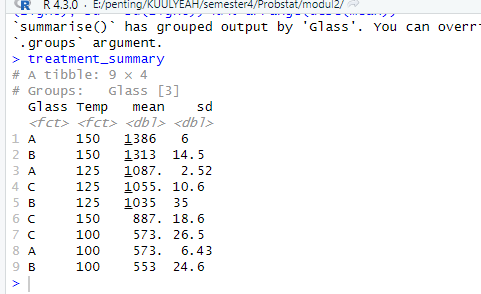 R 4.3.0 · E:/penting/KUULYEAH/semester4/Probstat/modul2/
`summarise()` has grouped output by 'Glass'. You can overri
`.groups` argument.
> treatment_summary
# A tibble: 9 × 4
# Groups: Glass [3]
Glass Temp mean sd
<fct> <fct> <dbl> <dbl>
1 A 150 1386 6
2 B 150 1313 14.5
3 A 125 1087. 2.52
4 C 125 1055. 10.6
5 B 125 1035 35
6 C 150 887. 18.6
7 C 100 573. 26.5
8 A 100 573. 6.43
9 B 100 553 24.6
>